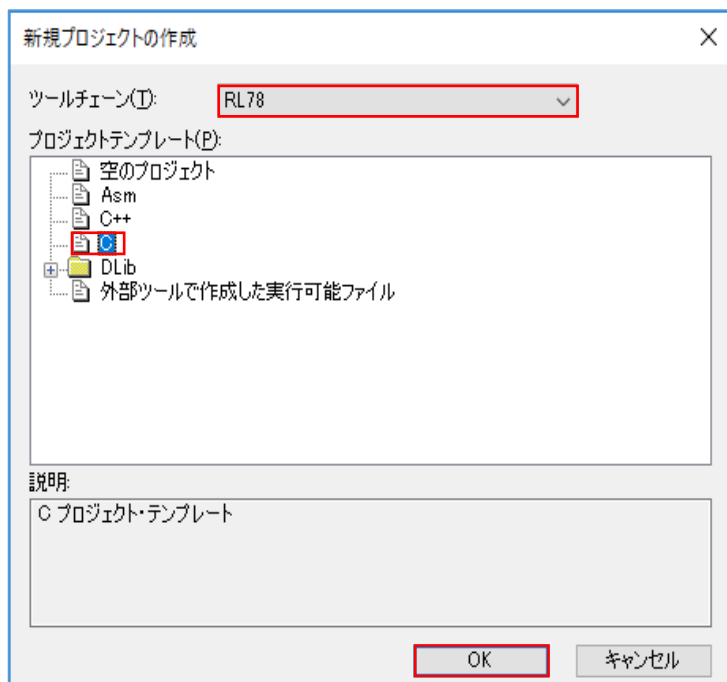 新規プロジェクトの作成
ツールチェーン(T): RL78
プロジェクトテンプレート(P):
空のプロジェクト
Asm
C++
C
DLib
外部ツールで作成した実行可能ファイル
説明:
C プロジェクト・テンプレート
OK キャンセル